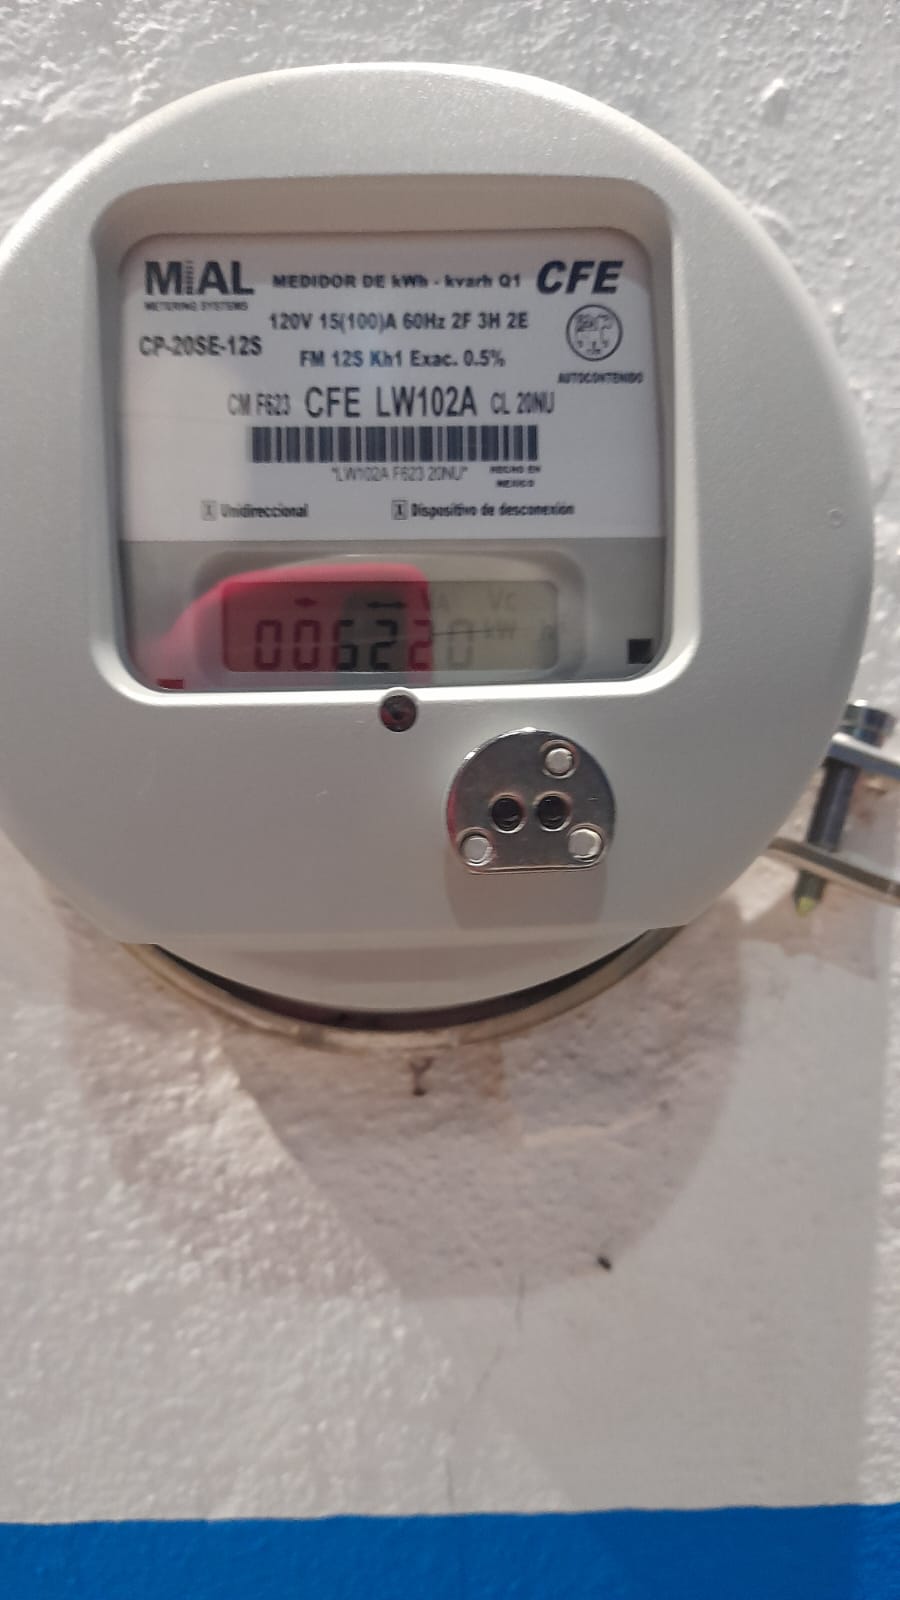 MiAL MEDIDOR DE kWh - kvarh Q1 CFE
METERING SYSTEMS
120V 15(100)A 60Hz 2F 3H 2E
CP-20SE-12S
FM 12S Kh1 Exac. 0.5%
AUTOCONTENIDO
CM F623 CFE LW102A CL 20NU
*LW102A F623 20NU* HECHO EN
MEXICO
X Unidireccional X Dispositivo de desconexión
006220
Y